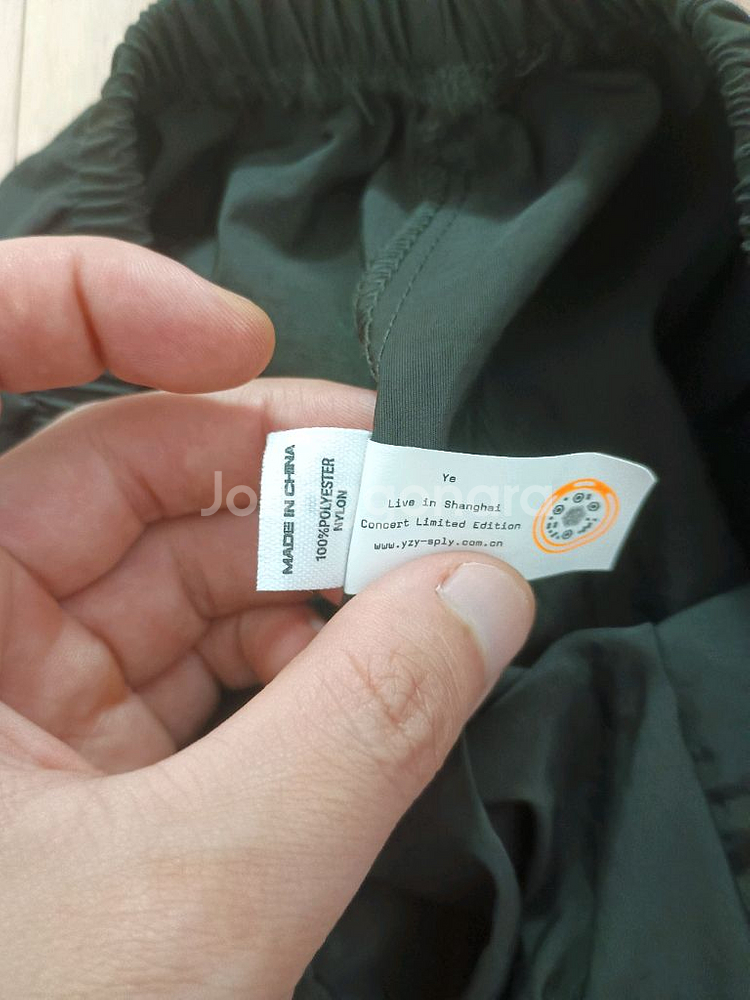 MADE IN CHINA
100%POLYESTER
NYLON
Ye
Live in Shanghai
Concert Limited Edition
www.yzy-sply.com.cn